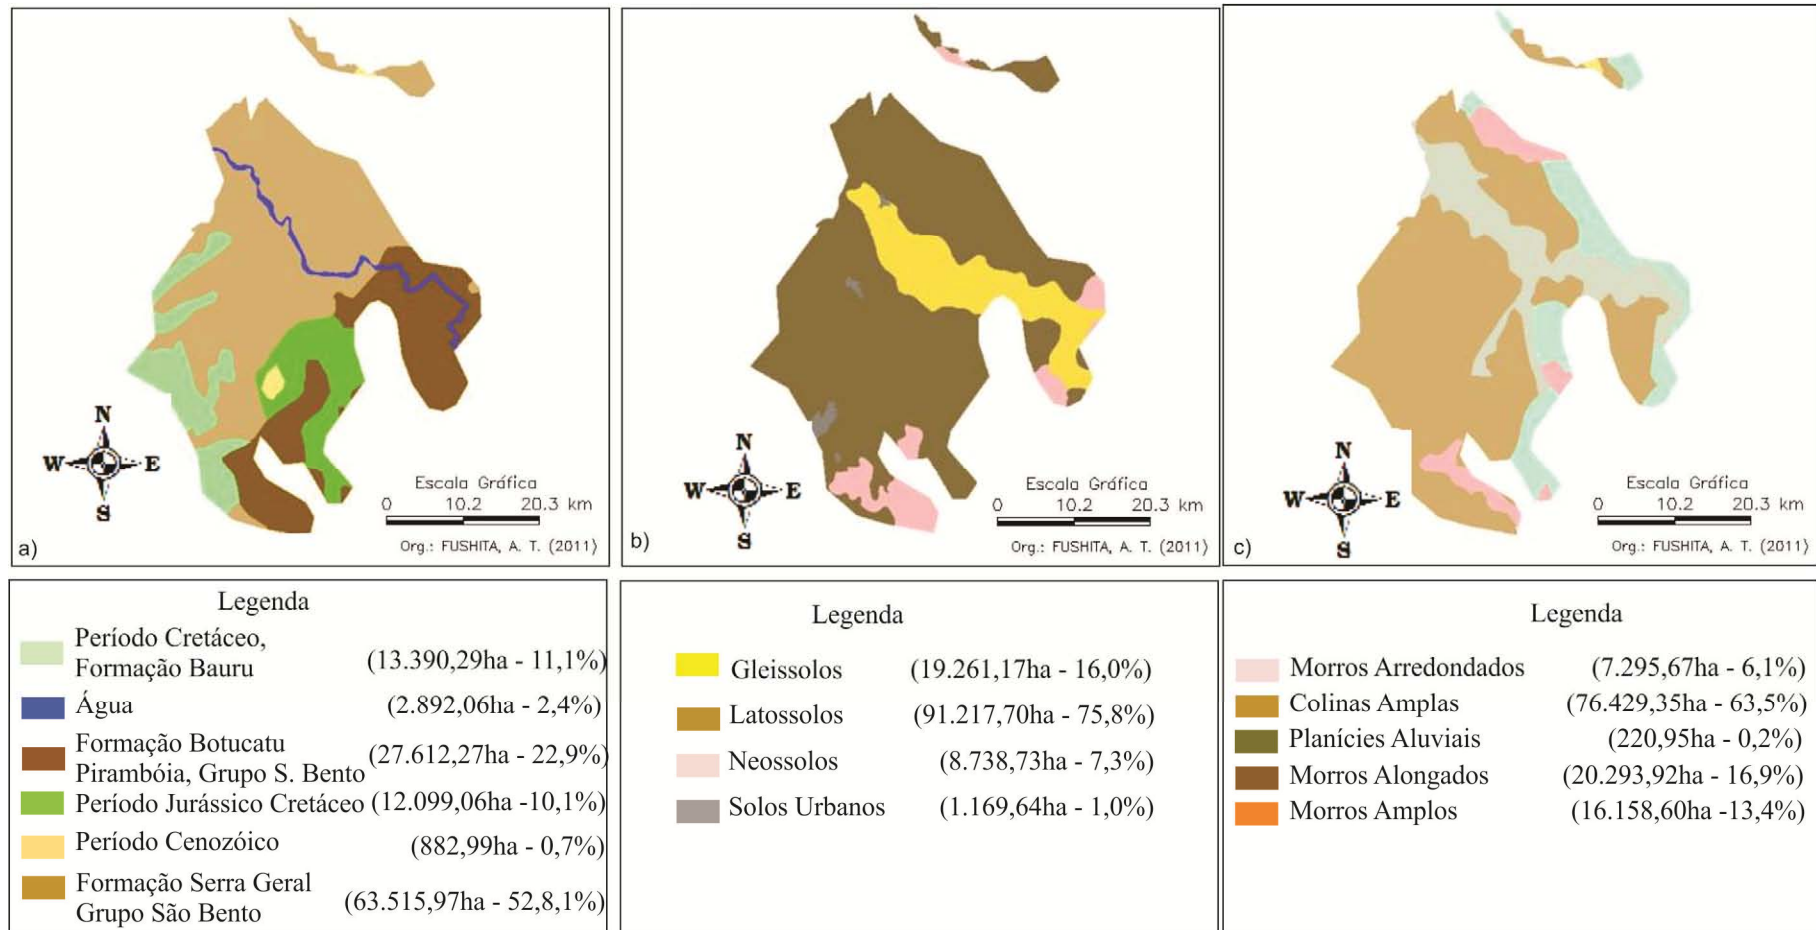 N
W E
S
Escala Gráfica
0 10.2 20.3 km
a)
Org.: FUSHITA, A. T. (2011)
N
W E
S
Escala Gráfica
0 10.2 20.3 km
b)
Org.: FUSHITA, A. T. (2011)
N
W E
S
Escala Gráfica
0 10.2 20.3 km
c)
Org.: FUSHITA, A. T. (2011)
Legenda
Período Cretáceo,
Formação Bauru (13.390,29ha - 11,1%)
Água (2.892,06ha - 2,4%)
Formação Botucatu
Pirambóia, Grupo S. Bento (27.612,27ha - 22,9%)
Período Jurássico Cretáceo (12.099,06ha -10,1%)
Período Cenozóico (882,99ha - 0,7%)
Formação Serra Geral
Grupo São Bento (63.515,97ha - 52,8,1%)
Legenda
Gleissolos (19.261,17ha - 16,0%)
Latossolos (91.217,70ha - 75,8%)
Neossolos (8.738,73ha - 7,3%)
Solos Urbanos (1.169,64ha - 1,0%)
Legenda
Morros Arredondados (7.295,67ha - 6,1%)
Colinas Amplas (76.429,35ha - 63,5%)
Planícies Aluviais (220,95ha - 0,2%)
Morros Alongados (20.293,92ha - 16,9%)
Morros Amplos (16.158,60ha -13,4%)